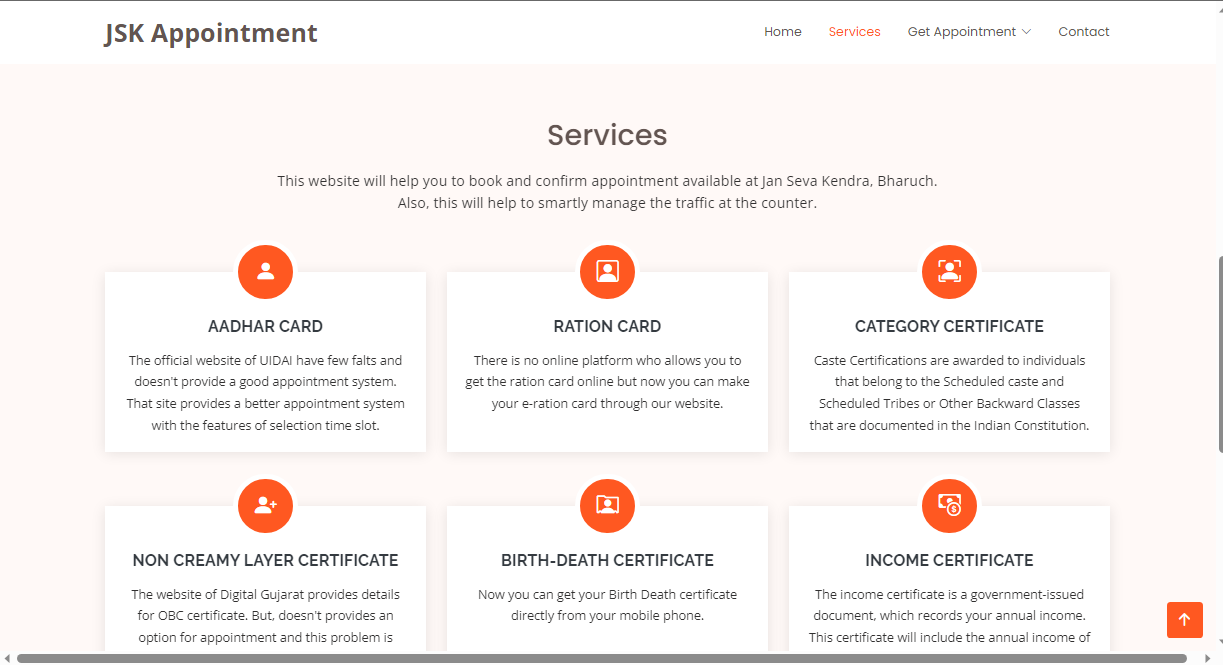 JSK Appointment
Home
Services
Get Appointment
Contact
Services
This website will help you to book and confirm appointment available at Jan Seva Kendra, Bharuch.
Also, this will help to smartly manage the traffic at the counter.
AADHAR CARD
The official website of UIDAI have few falts and
doesn't provide a good appointment system.
That site provides a better appointment system
with the features of selection time slot.
RATION CARD
There is no online platform who allows you to
get the ration card online but now you can make
your e-ration card through our website.
CATEGORY CERTIFICATE
Caste Certifications are awarded to individuals
that belong to the Scheduled caste and
Scheduled Tribes or Other Backward Classes
that are documented in the Indian Constitution.
NON CREAMY LAYER CERTIFICATE
The website of Digital Gujarat provides details
for OBC certificate. But, doesn't provides an
option for appointment and this problem is
BIRTH-DEATH CERTIFICATE
Now you can get your Birth Death certificate
directly from your mobile phone.
INCOME CERTIFICATE
The income certificate is a government-issued
document, which records your annual income.
This certificate will include the annual income of